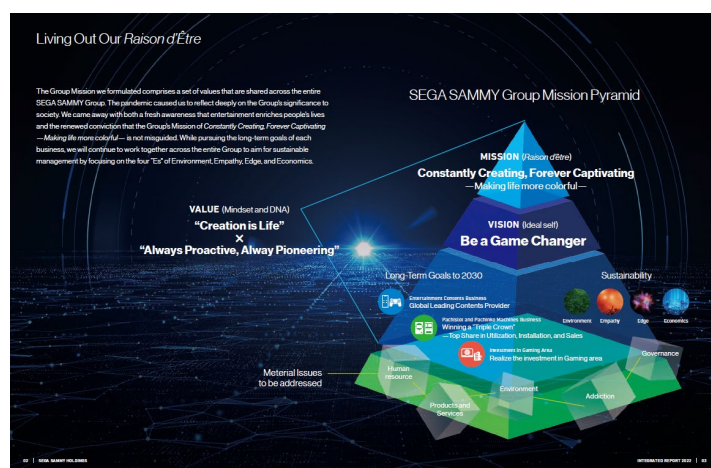 Living Out Our Raison d'Être
The Group Mission we formulated comprises a set of values that are shared across the entire
SEGA SAMMY Group. The pandemic caused us to reflect deeply on the Group's significance to
society. We came away with both a fresh awareness that entertainment enriches people's lives
and the renewed conviction that the Group's Mission of Constantly Creating, Forever Captivating
—Making life more colorful— is not misguided. While pursuing the long-term goals of each
business, we will continue to work together across the entire Group to aim for sustainable
management by focusing on the four "Es" of Environment, Empathy, Edge, and Economics.
SEGA SAMMY Group Mission Pyramid
MISSION (Raison d'être)
Constantly Creating, Forever Captivating
—Making life more colorful—
VALUE (Mindset and DNA)
"Creation is Life"
×
"Always Proactive, Alway Pioneering"
VISION (Ideal self)
Be a Game Changer
Long-Term Goals to 2030
Entertainment Contents Business
Global Leading Contents Provider
Pachislot and Pachinko Machines Business
Winning a "Triple Crown"
—Top Share in Utilization, Installation, and Sales
Investment in Gaming Area
Realize the investment in Gaming area
Sustainability
Environment
Empathy
Edge
Economics
Meterial Issues
to be addressed
Human
resource
Products and
Services
Environment
Addiction
Governance
02 | SEGA SAMMY HOLDINGS
INTEGRATED REPORT 2022 | 03